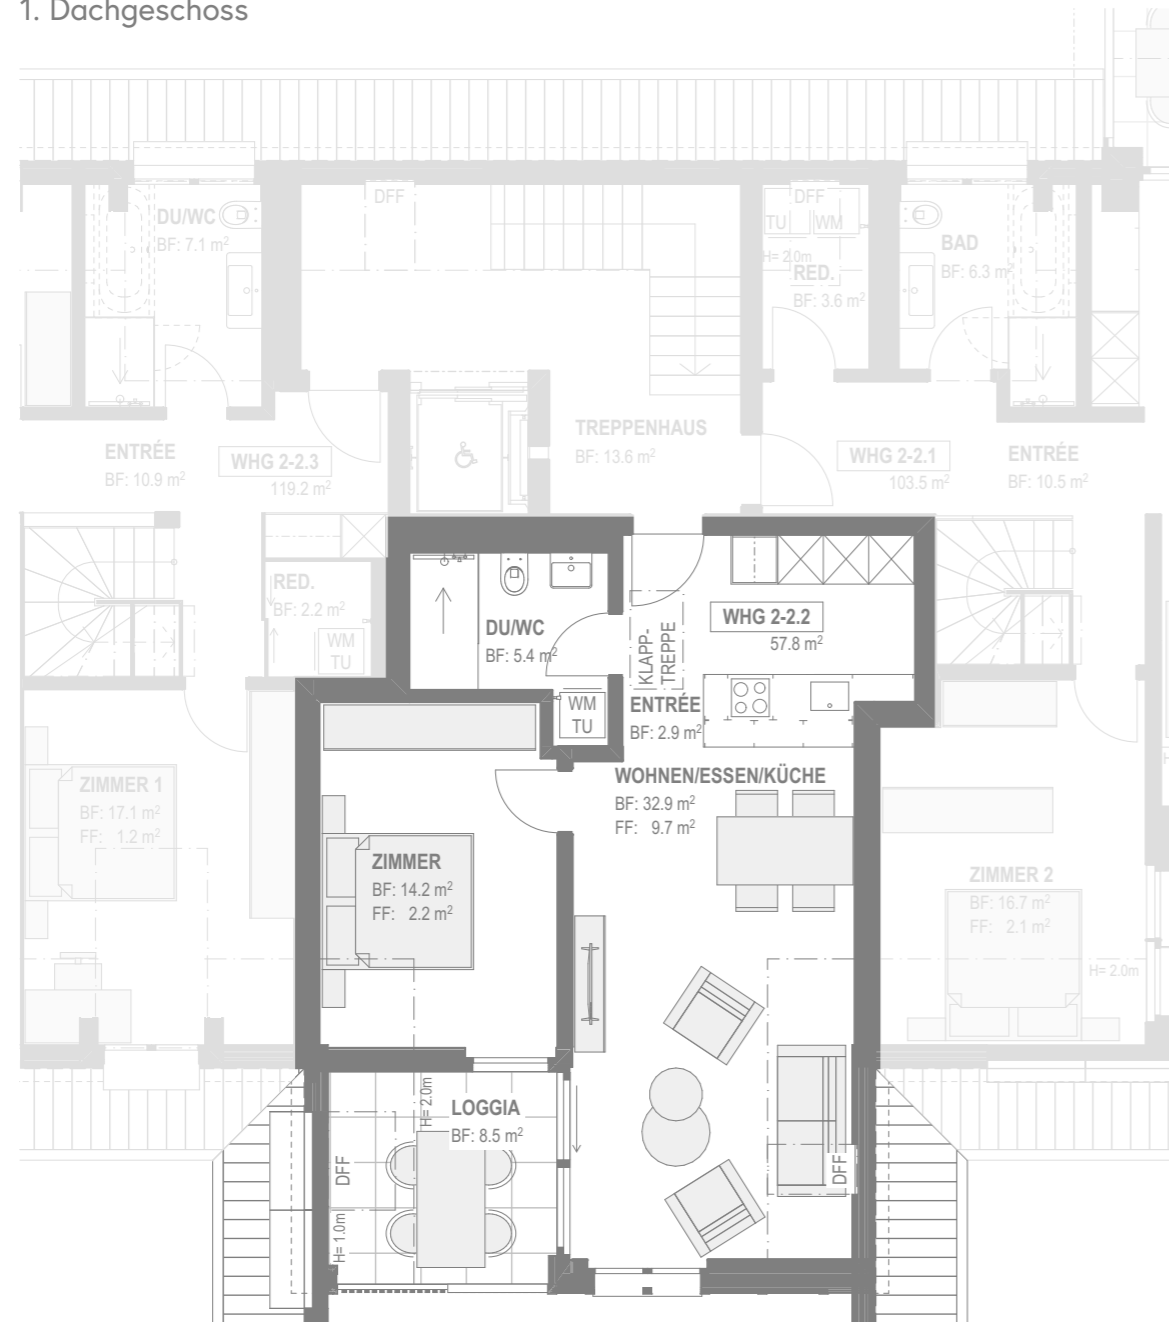 1. Dachgeschoss
DFF
DFF
TU WM
H= 2.0m
RED.
BF: 3.6 m²
DU/WC
BF: 7.1 m²
BAD
BF: 6.3 m²
ENTRÉE
BF: 10.9 m²
WHG 2-2.3
119.2 m²
TREPPENHAUS
BF: 13.6 m²
WHG 2-2.1
103.5 m²
ENTRÉE
BF: 10.5 m²
RED.
BF: 2.2 m²
WM
TU
DU/WC
BF: 5.4 m²
KLAPP-
TREPPE
WHG 2-2.2
57.8 m²
WM
TU
ENTRÉE
BF: 2.9 m²
WOHNEN/ESSEN/KÜCHE
BF: 32.9 m²
FF: 9.7 m²
ZIMMER 1
BF: 17.1 m²
FF: 1.2 m²
ZIMMER
BF: 14.2 m²
FF: 2.2 m²
ZIMMER 2
BF: 16.7 m²
FF: 2.1 m²
H= 2.0m
H= 2.0m
LOGGIA
BF: 8.5 m²
DFF
DFF
H= 1.0m